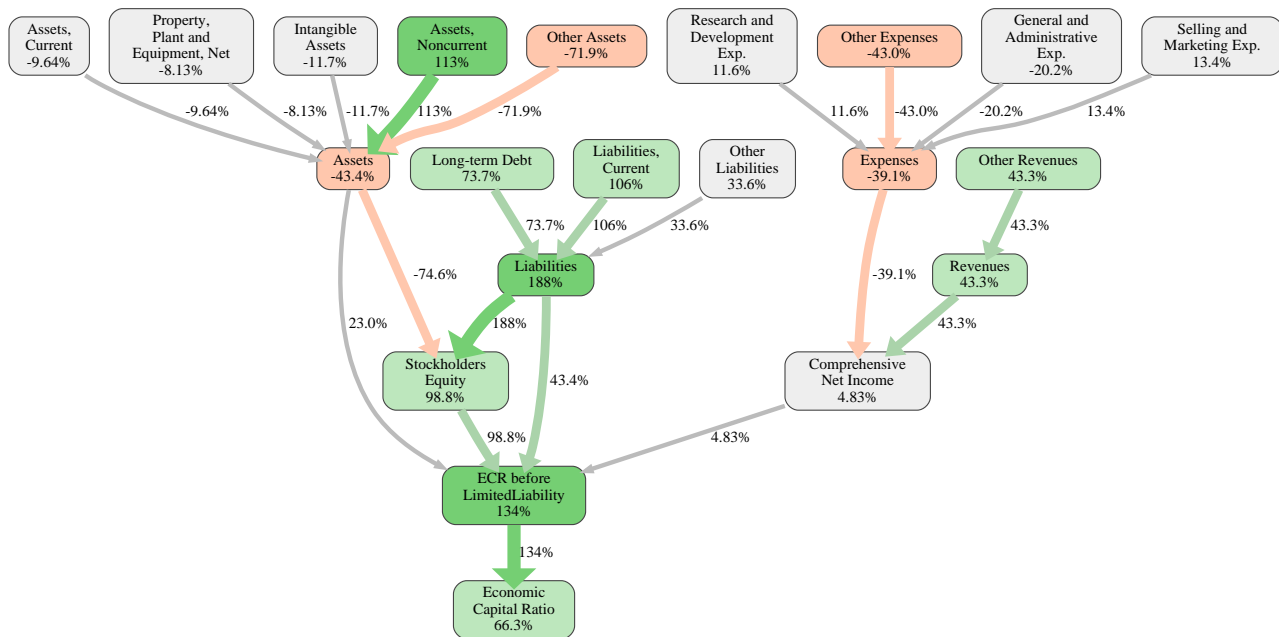 Assets,
Current
-9.64%
Property,
Plant and
Equipment, Net
-8.13%
Intangible
Assets
-11.7%
Assets,
Noncurrent
113%
Other Assets
-71.9%
Research and
Development
Exp.
11.6%
Other Expenses
-43.0%
General and
Administrative
Exp.
-20.2%
Selling and
Marketing Exp.
13.4%
-9.64%
-8.13%
-11.7%
113%
-71.9%
11.6%
-43.0%
-20.2%
13.4%
Assets
-43.4%
Long-term Debt
73.7%
Liabilities,
Current
106%
Other
Liabilities
33.6%
Expenses
-39.1%
Other Revenues
43.3%
73.7%
106%
33.6%
43.3%
-74.6%
Liabilities
188%
-39.1%
Revenues
43.3%
23.0%
188%
43.3%
Stockholders
Equity
98.8%
43.4%
Comprehensive
Net Income
4.83%
98.8%
4.83%
ECR before
LimitedLiability
134%
134%
Economic
Capital Ratio
66.3%